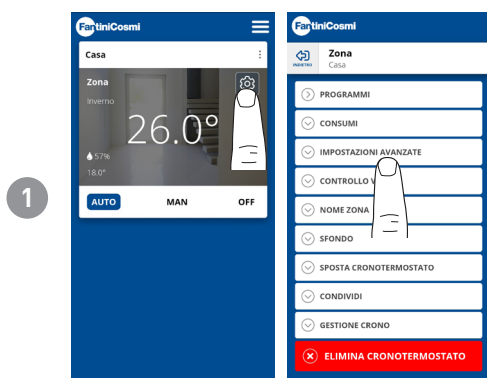 1
FantiniCosmi
Casa
Zona
Inverno
26.0°
57%
18.0°
AUTO MAN OFF
FantiniCosmi
INDIETRO
Zona
Casa
PROGRAMMI
CONSUMI
IMPOSTAZIONI AVANZATE
CONTROLLO
NOME ZONA
SFONDO
SPOSTA CRONOTERMOSTATO
CONDIVIDI
GESTIONE CRONO
ELIMINA CRONOTERMOSTATO